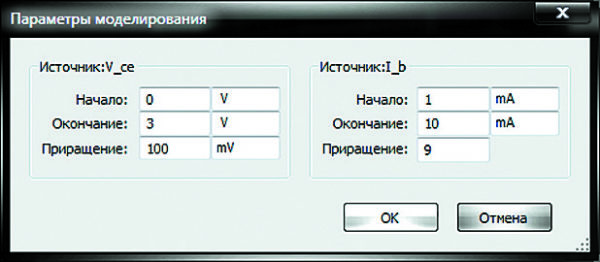 Параметры моделирования
X
Источник:V_ce
Начало: 0 V
Окончание: 3 V
Приращение: 100 mV
Источник:I_b
Начало: 1 mA
Окончание: 10 mA
Приращение: 9
OK Отмена